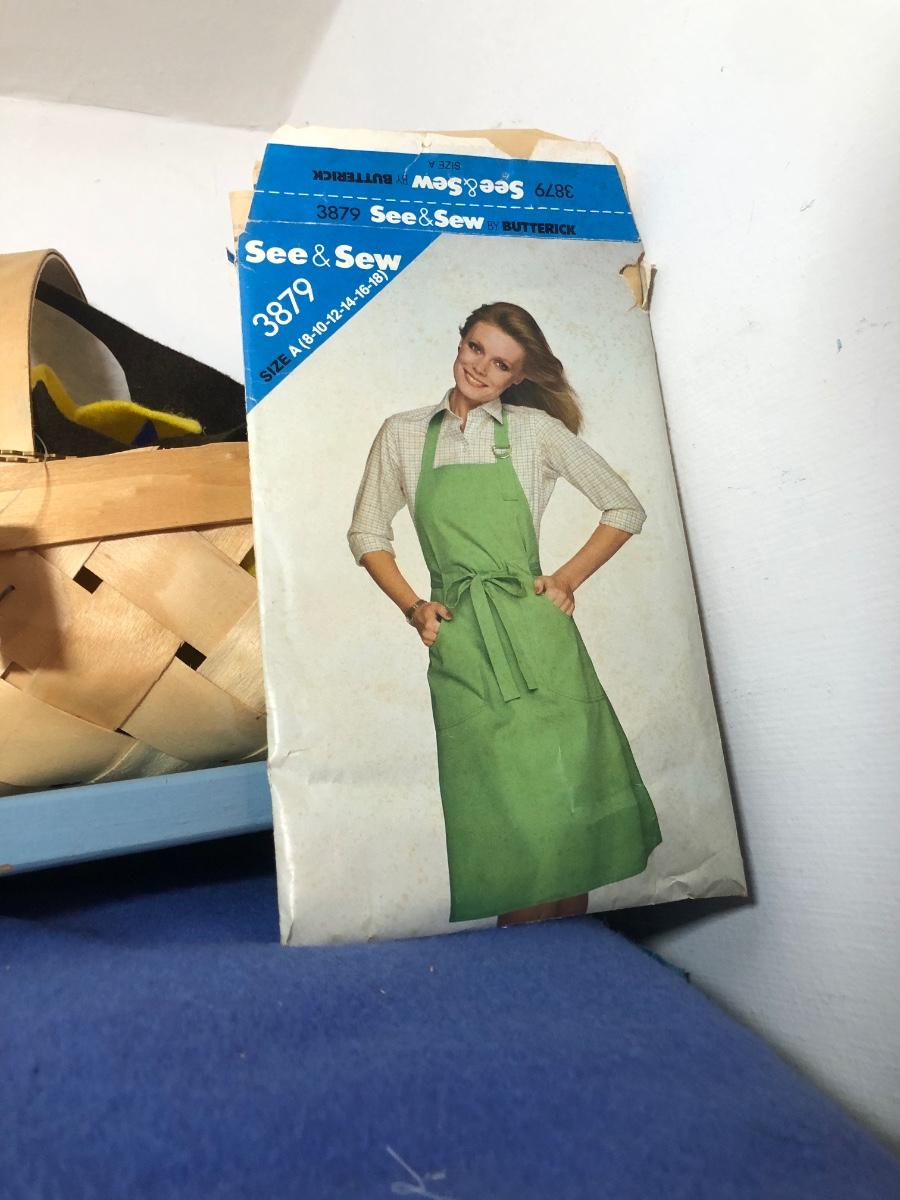 3879 See & Sew BY BUTTERICK
SIZE A
3879 See & Sew BY BUTTERICK
See & Sew
3879
SIZE A (8-10-12-14-16-18)